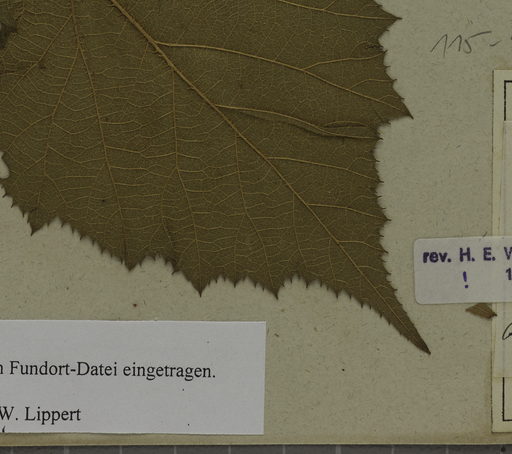 115-
rev. H. E.
!
n Fundort-Datei eingetragen.
W. Lippert